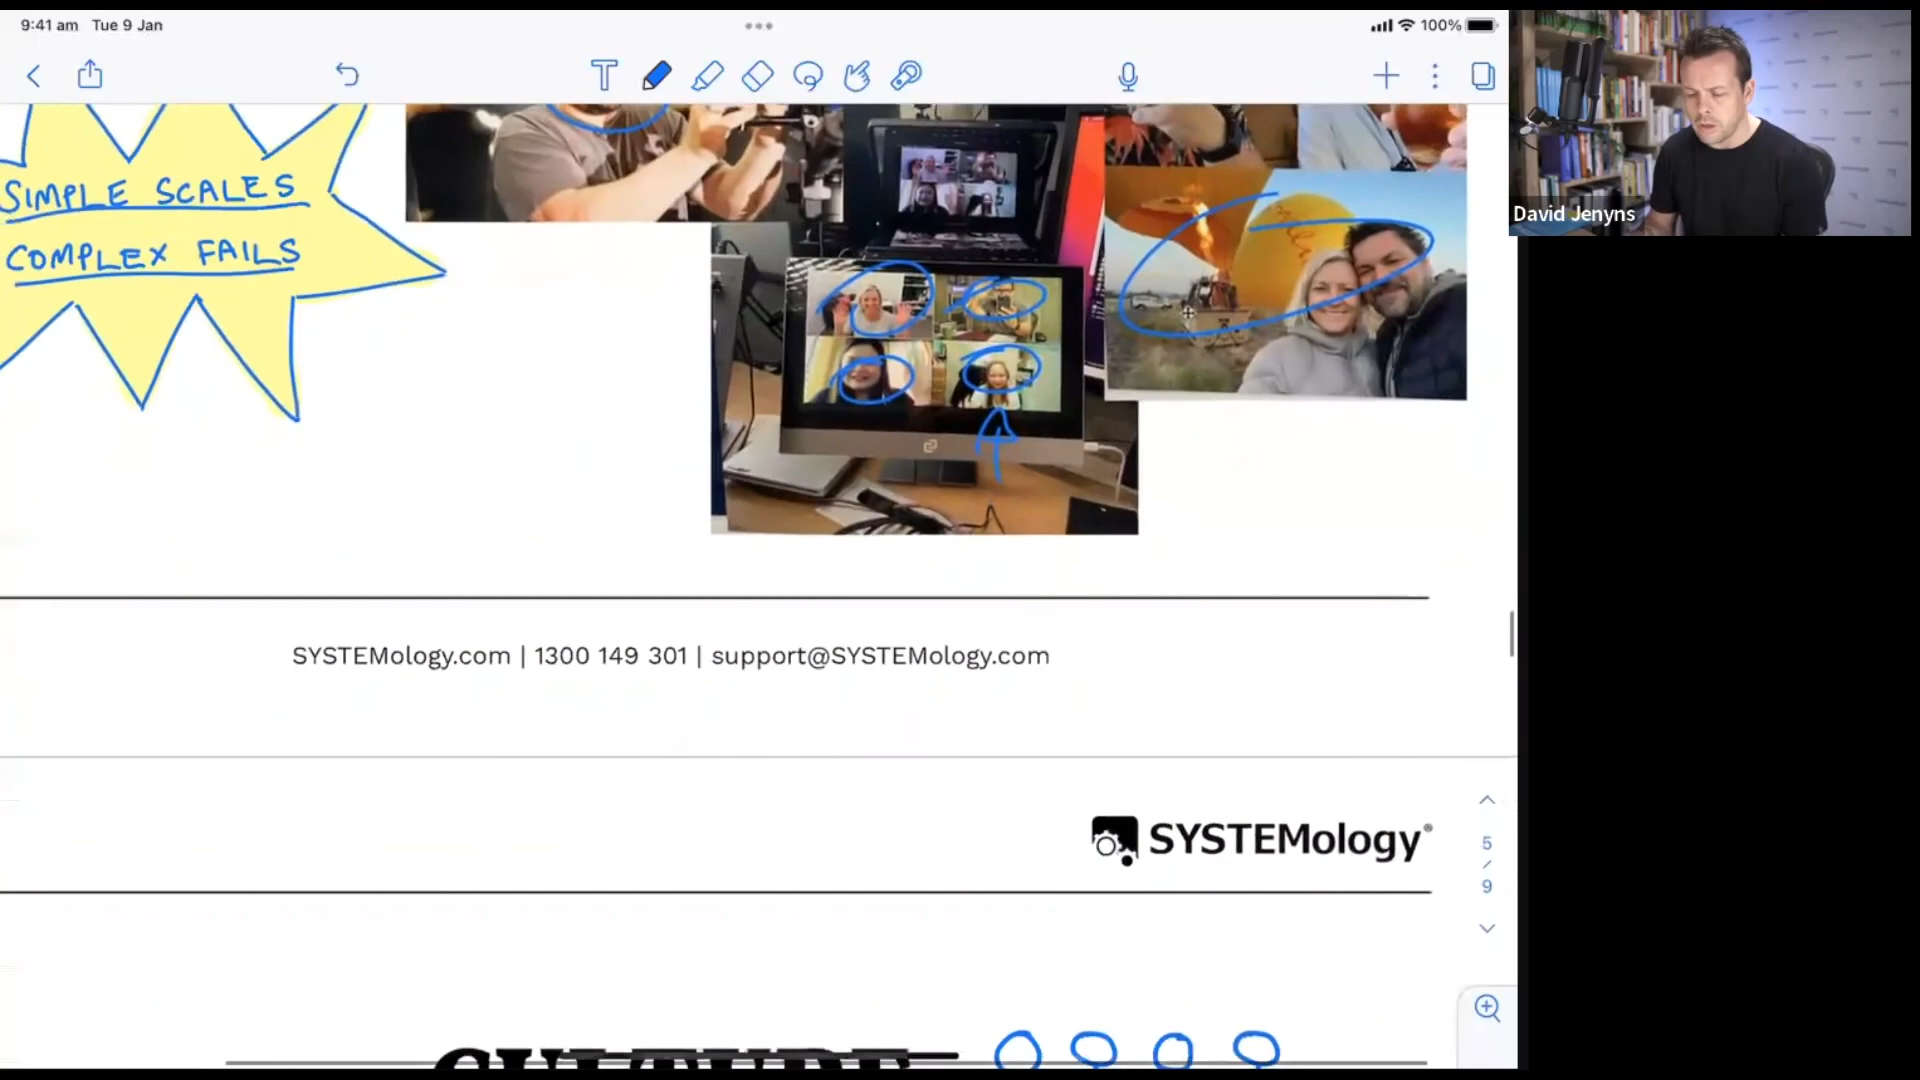 9:41 am Tue 9 Jan
100%
David Jenyns
SIMPLE SCALES
COMPLEX FAILS
SYSTEMology.com | 1300 149 301 | support@SYSTEMology.com
SYSTEMology®
5
/
9
CULTURE